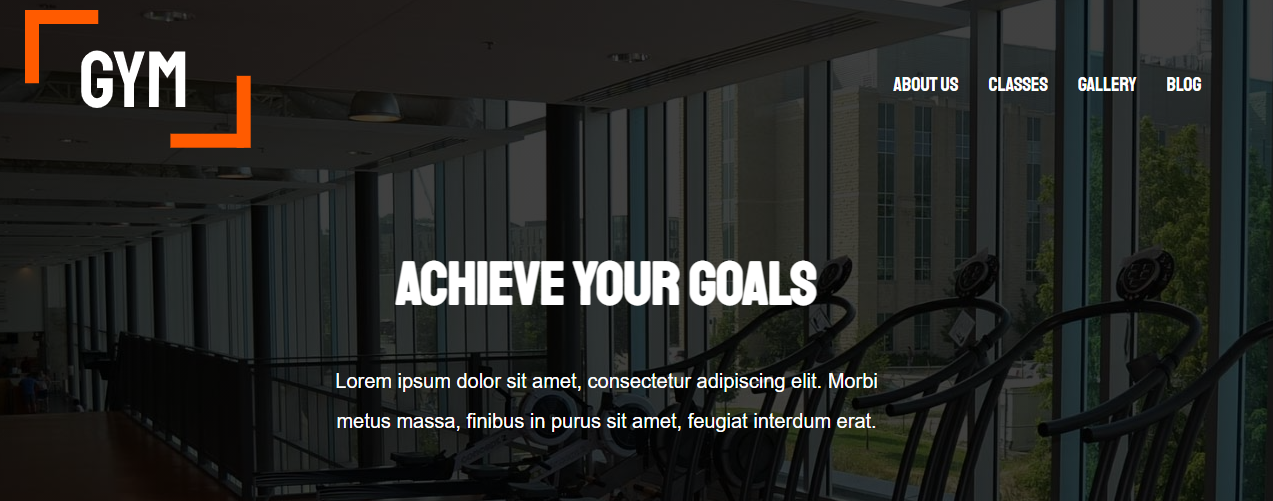 GYM
ABOUT US CLASSES GALLERY BLOG
ACHIEVE YOUR GOALS
Lorem ipsum dolor sit amet, consectetur adipiscing elit. Morbi
metus massa, finibus in purus sit amet, feugiat interdum erat.